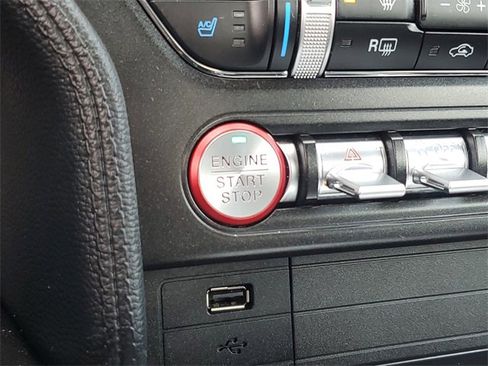 A/C
R
- +
ENGINE
START
STOP